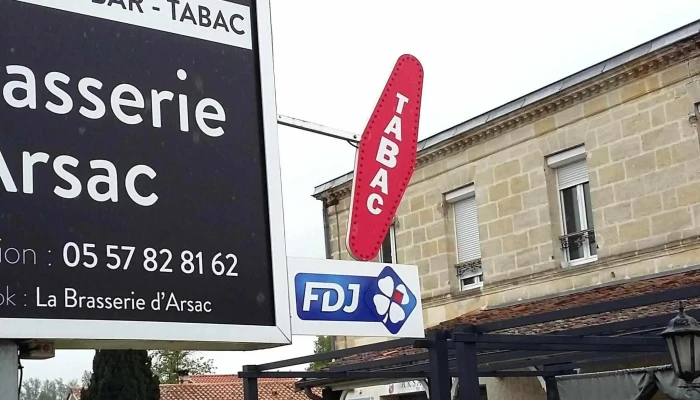 BAR - TABAC
asserie
Arsac
ion : 05 57 82 81 62
ok : La Brasserie d'Arsac
TABAC
FDJ